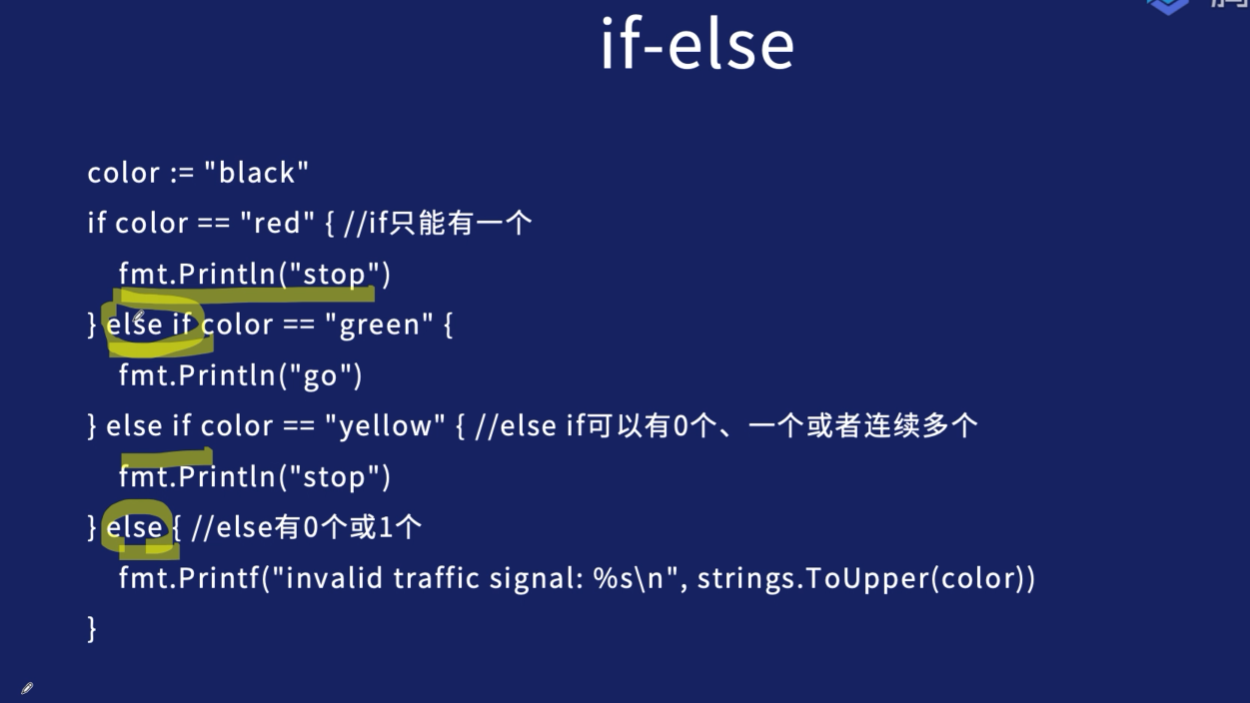 if-else
color := "black"
if color == "red" { //if只能有一个
fmt.Println("stop")
} else if color == "green" {
fmt.Println("go")
} else if color == "yellow" { //else if可以有0个、一个或者连续多个
fmt.Println("stop")
} else { //else有0个或1个
fmt.Printf("invalid traffic signal: %s\n", strings.ToUpper(color))
}